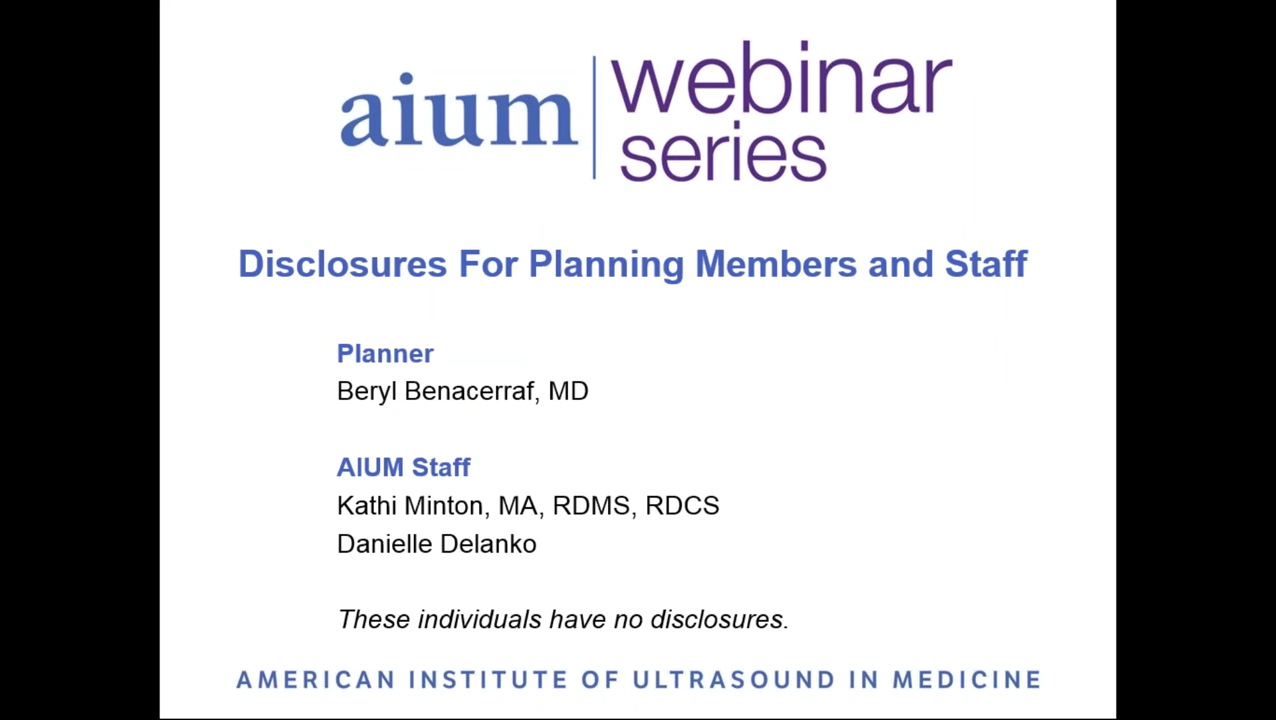 aium webinar
series
Disclosures For Planning Members and Staff
Planner
Beryl Benacerraf, MD
AIUM Staff
Kathi Minton, MA, RDMS, RDCS
Danielle Delanko
These individuals have no disclosures.
AMERICAN INSTITUTE OF ULTRASOUND IN MEDICINE